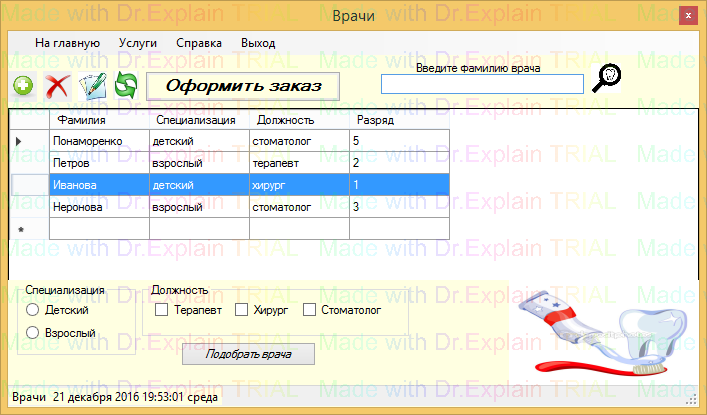 Врачи
x
На главную Услуги Справка Выход
Введите фамилию врача
Оформить заказ
Фамилия Специализация Должность Разряд
Понаморенко детский стоматолог 5
Петров взрослый терапевт 2
Иванова детский хирург 1
Неронова взрослый стоматолог 3
*
Специализация Должность
Детский Терапевт Хирург Стоматолог
Взрослый
Подобрать врача
Врачи 21 декабря 2016 19:53:01 среда
Made with Dr.Explain TRIAL